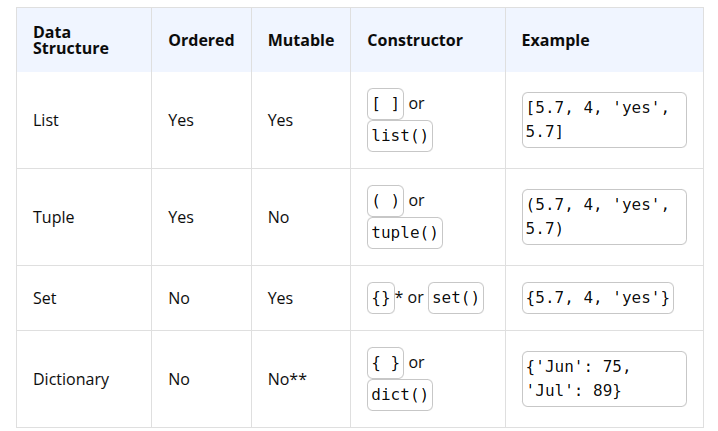 Data
Structure
Ordered
Mutable
Constructor
Example
List
Yes
Yes
[ ] or
list()
[5.7, 4, 'yes',
5.7]
Tuple
Yes
No
( ) or
tuple()
(5.7, 4, 'yes',
5.7)
Set
No
Yes
{}* or set()
{5.7, 4, 'yes'}
Dictionary
No
No**
{ } or
dict()
{'Jun': 75,
'Jul': 89}